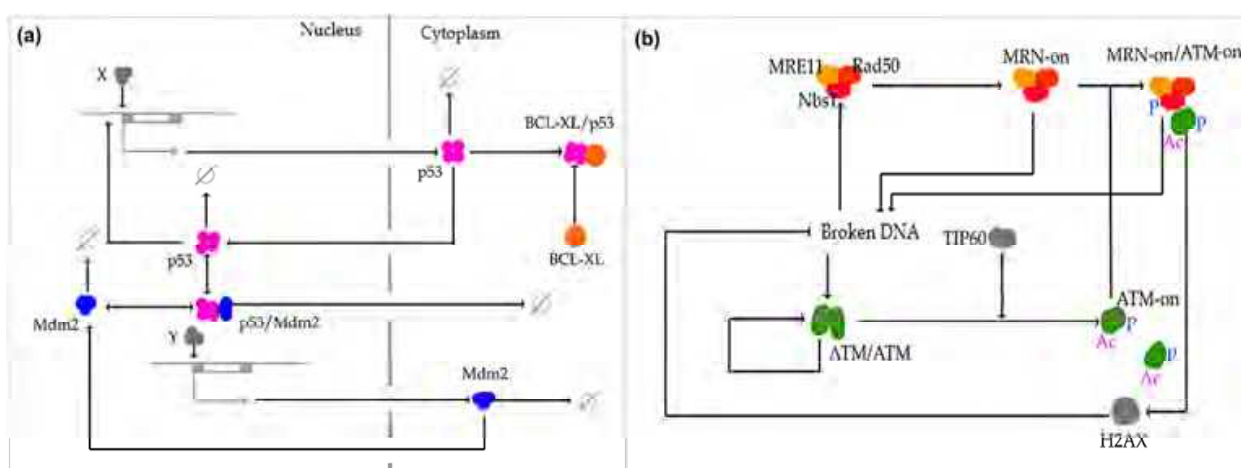 (a)
Nucleus
Cytoplasm
X
BCL-XL/p53
p53
p53
BCL-XL
Mdm2
p53/Mdm2
Y
Mdm2
(b)
MRE11
Rad50
Nbs1
MRN-on
MRN-on/ATM-on
p
p
Ac
Broken DNA
TIP60
ATM-on
p
Ac
ATM/ATM
p
Ac
H2AX